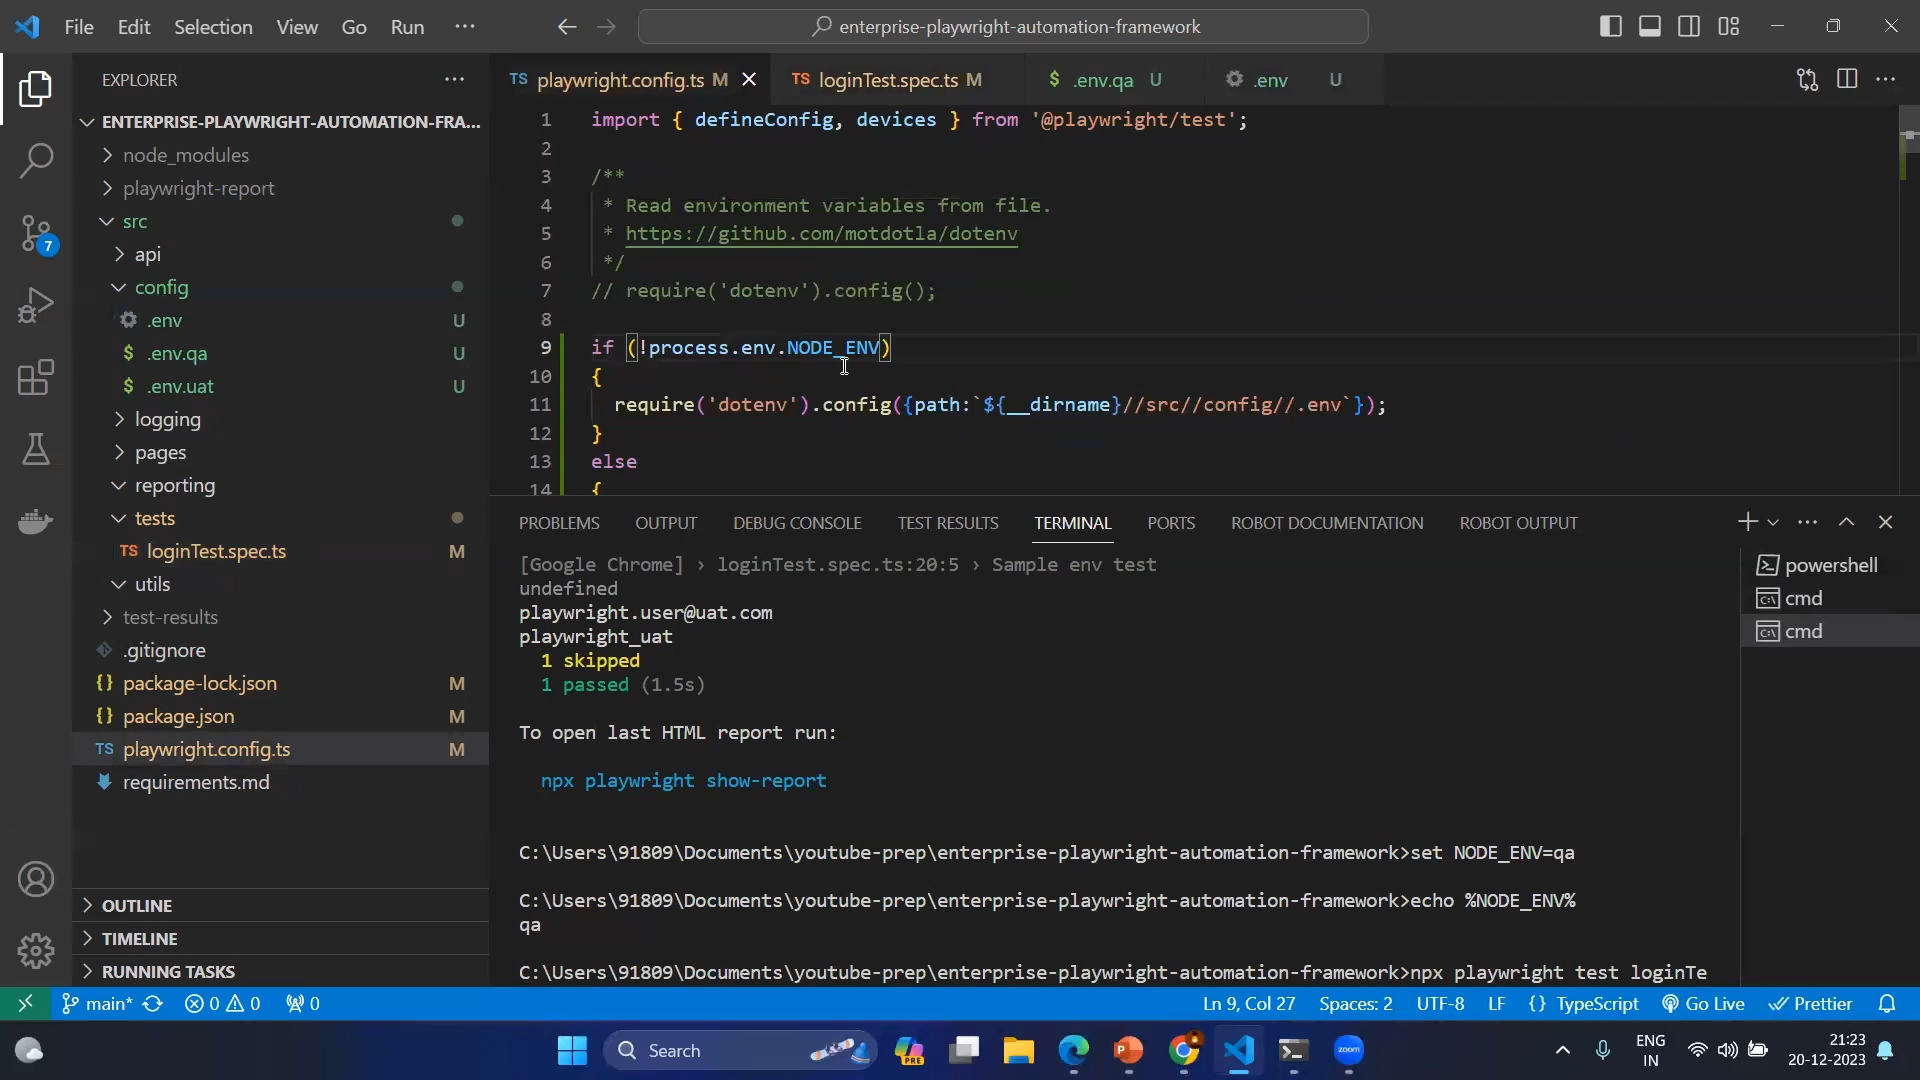 File Edit Selection View Go Run ···
enterprise-playwright-automation-framework
EXPLORER
ENTERPRISE-PLAYWRIGHT-AUTOMATION-FRA...
node_modules
playwright-report
src
api
config
.env U
.env.qa U
.env.uat U
logging
pages
reporting
tests
TS loginTest.spec.ts M
utils
test-results
.gitignore
{} package-lock.json M
{} package.json M
TS playwright.config.ts M
requirements.md
OUTLINE
TIMELINE
RUNNING TASKS
7
TS playwright.config.ts M
TS loginTest.spec.ts M
$ .env.qa U
.env U
1 import { defineConfig, devices } from '@playwright/test';
2
3 /**
4 * Read environment variables from file.
5 * https://github.com/motdotla/dotenv
6 */
7 // require('dotenv').config();
8
9 if (!process.env.NODE_ENV)
10 {
11 require('dotenv').config({path:`${__dirname}//src//config//.env`});
12 }
13 else
14 {
PROBLEMS OUTPUT DEBUG CONSOLE TEST RESULTS TERMINAL PORTS ROBOT DOCUMENTATION ROBOT OUTPUT
[Google Chrome] › loginTest.spec.ts:20:5 › Sample env test
undefined
playwright.user@uat.com
playwright_uat
1 skipped
1 passed (1.5s)
To open last HTML report run:
npx playwright show-report
C:\Users\91809\Documents\youtube-prep\enterprise-playwright-automation-framework>set NODE_ENV=qa
C:\Users\91809\Documents\youtube-prep\enterprise-playwright-automation-framework>echo %NODE_ENV%
qa
C:\Users\91809\Documents\youtube-prep\enterprise-playwright-automation-framework>npx playwright test loginTe
powershell
cmd
cmd
main* 0 0 0
Ln 9, Col 27 Spaces: 2 UTF-8 LF {} TypeScript Go Live Prettier
Search
PRE
zoom
ENG
IN
21:23
20-12-2023